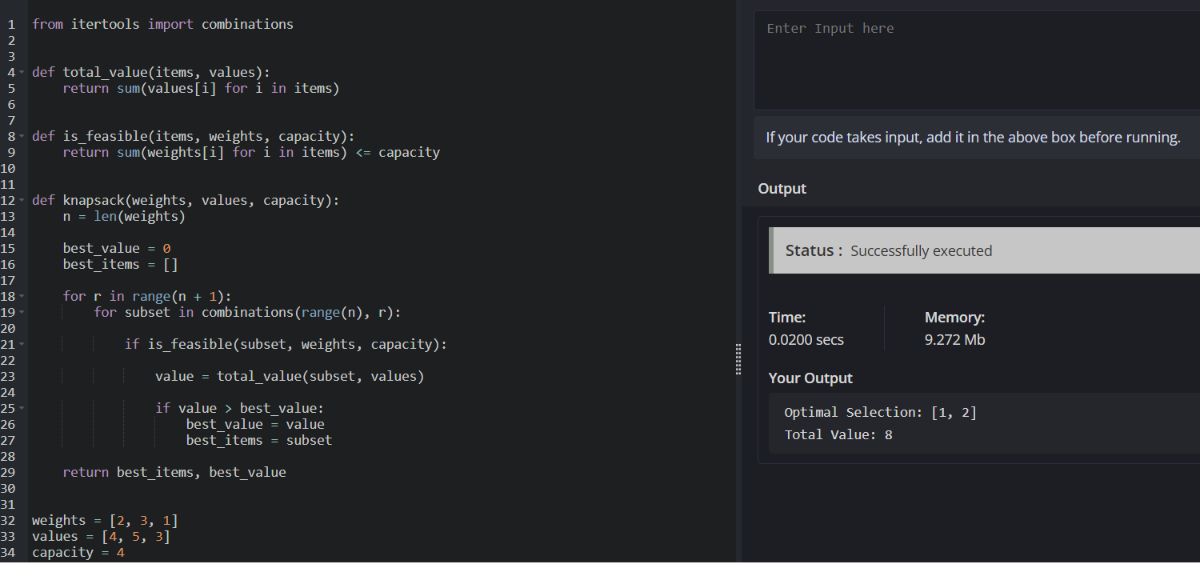 1 from itertools import combinations
2
3
4 def total_value(items, values):
5     return sum(values[i] for i in items)
6
7
8 def is_feasible(items, weights, capacity):
9     return sum(weights[i] for i in items) <= capacity
10
11
12 def knapsack(weights, values, capacity):
13     n = len(weights)
14
15     best_value = 0
16     best_items = []
17
18     for r in range(n + 1):
19         for subset in combinations(range(n), r):
20
21             if is_feasible(subset, weights, capacity):
22
23                 value = total_value(subset, values)
24
25                 if value > best_value:
26                     best_value = value
27                     best_items = subset
28
29     return best_items, best_value
30
31
32 weights = [2, 3, 1]
33 values = [4, 5, 3]
34 capacity = 4
Enter Input here
If your code takes input, add it in the above box before running.
Output
Status : Successfully executed
Time:
0.0200 secs
Memory:
9.272 Mb
Your Output
Optimal Selection: [1, 2]
Total Value: 8